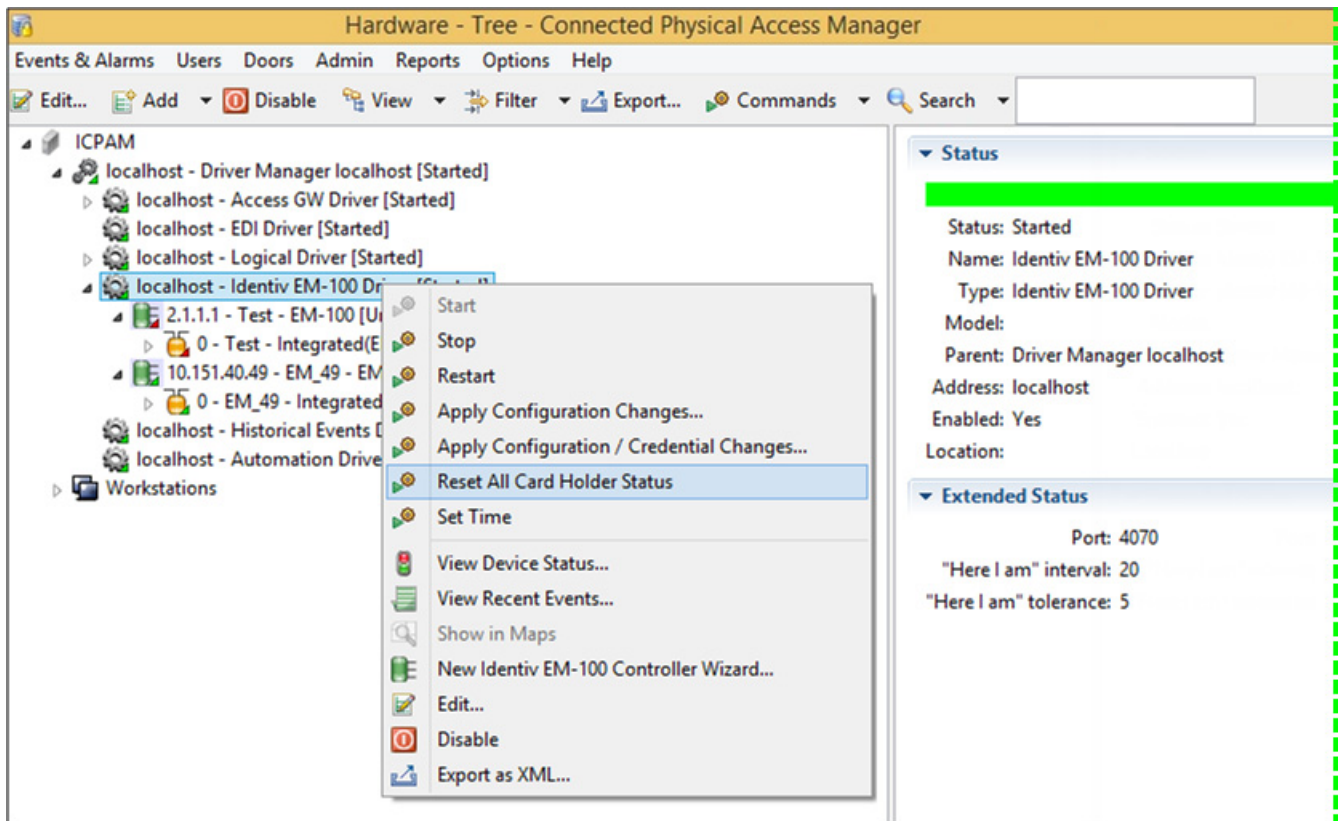 Hardware - Tree - Connected Physical Access Manager
Events & Alarms Users Doors Admin Reports Options Help
Edit... Add Disable View Filter Export... Commands Search
ICPAM
localhost - Driver Manager localhost [Started]
localhost - Access GW Driver [Started]
localhost - EDI Driver [Started]
localhost - Logical Driver [Started]
localhost - Identiv EM-100
2.1.1.1 - Test - EM-100
0 - Test - Integrated(E
10.151.40.49 - EM_49 - EM
0 - EM_49 - Integrated
localhost - Historical Events
localhost - Automation Drive
Workstations
Start
Stop
Restart
Apply Configuration Changes...
Apply Configuration / Credential Changes...
Reset All Card Holder Status
Set Time
View Device Status...
View Recent Events...
Show in Maps
New Identiv EM-100 Controller Wizard...
Edit...
Disable
Export as XML...
Status
Status: Started
Name: Identiv EM-100 Driver
Type: Identiv EM-100 Driver
Model:
Parent: Driver Manager localhost
Address: localhost
Enabled: Yes
Location:
Extended Status
Port: 4070
"Here I am" interval: 20
"Here I am" tolerance: 5